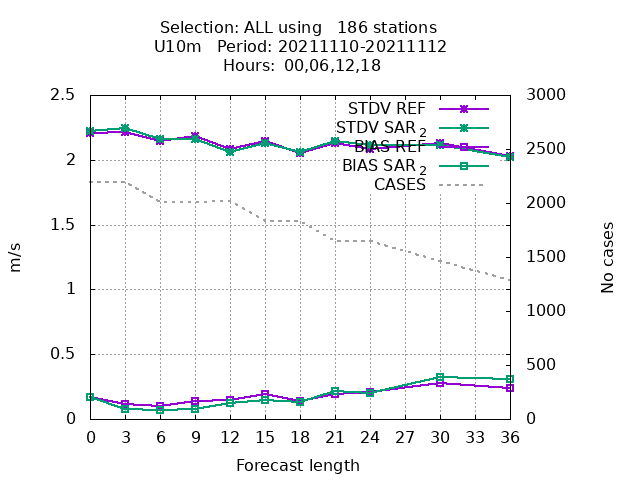 Selection: ALL using   186 stations
U10m   Period: 20211110-20211112
Hours: 00,06,12,18
STDV REF
STDV SAR 2
BIAS REF
BIAS SAR 2
CASES
2.5
2
1.5
1
0.5
0
m/s
3000
2500
2000
1500
1000
500
0
No cases
0 3 6 9 12 15 18 21 24 27 30 33 36
Forecast length